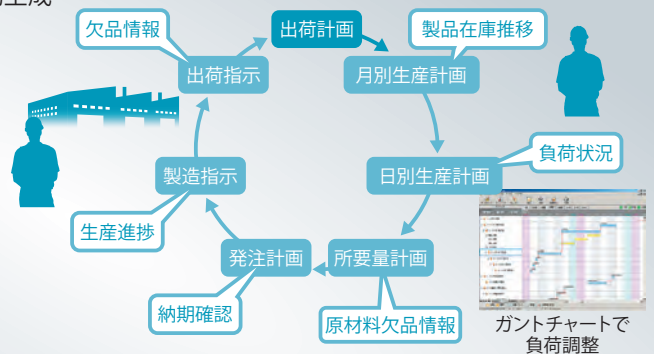 欠品情報
出荷計画
製品在庫推移
出荷指示
月別生産計画
負荷状況
製造指示
日別生産計画
生産進捗
発注計画
所要量計画
納期確認
原材料欠品情報
ガントチャートで
負荷調整